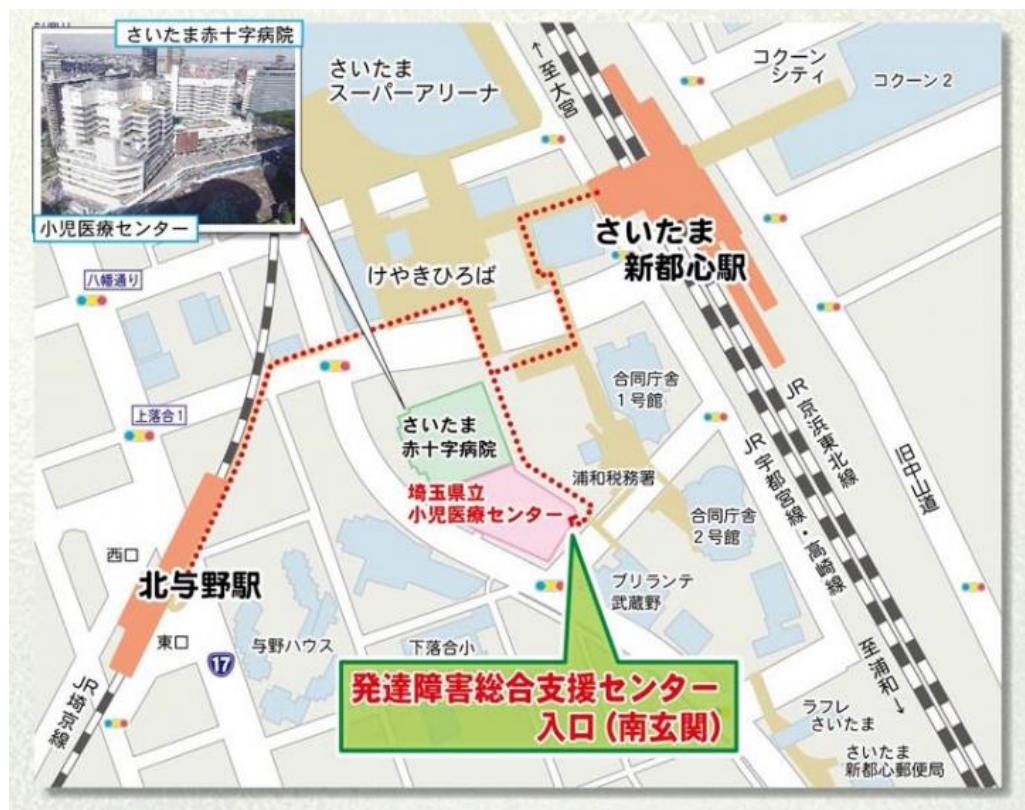 さいたま赤十字病院
小児医療センター
さいたま
スーパーアリーナ
↑至大宮
コクーン
シティ
コクーン2
さいたま
新都心駅
けやきひろば
八幡通り
上落合1
さいたま
赤十字病院
埼玉県立
小児医療センター
合同庁舎
1号館
浦和税務署
合同庁舎
2号館
JR京浜東北線
JR宇都宮線・高崎線
旧中山道
西口
北与野駅
東口
17
与野ハウス
下落合小
ブリランテ
武蔵野
発達障害総合支援センター
入口(南玄関)
JR埼京線
至浦和→
ラフレ
さいたま
さいたま
新都心郵便局